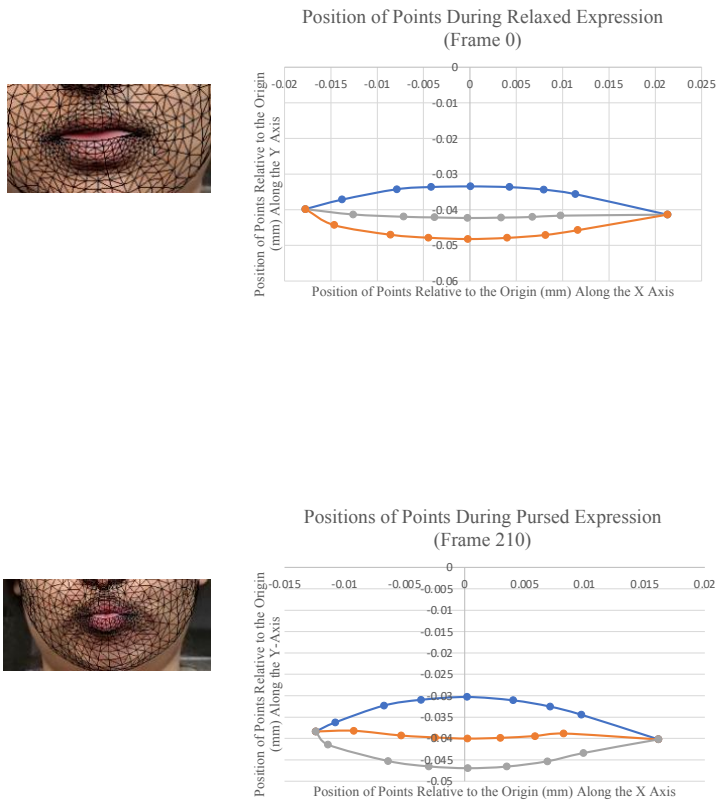 Position of Points During Relaxed Expression
(Frame 0)
Position of Points Relative to the Origin
(mm) Along the Y Axis
0
-0.02 -0.015 -0.01 -0.005 0 0.005 0.01 0.015 0.02 0.025
-0.01
-0.02
-0.03
-0.04
-0.05
-0.06
Position of Points Relative to the Origin (mm) Along the X Axis
Positions of Points During Pursed Expression
(Frame 210)
Position of Points Relative to the Origin
(mm) Along the Y-Axis
0
-0.015 -0.01 -0.005 0 0.005 0.01 0.015 0.02
-0.005
-0.01
-0.015
-0.02
-0.025
-0.03
-0.035
-0.04
-0.045
-0.05
Position of Points Relative to the Origin (mm) Along the X Axis